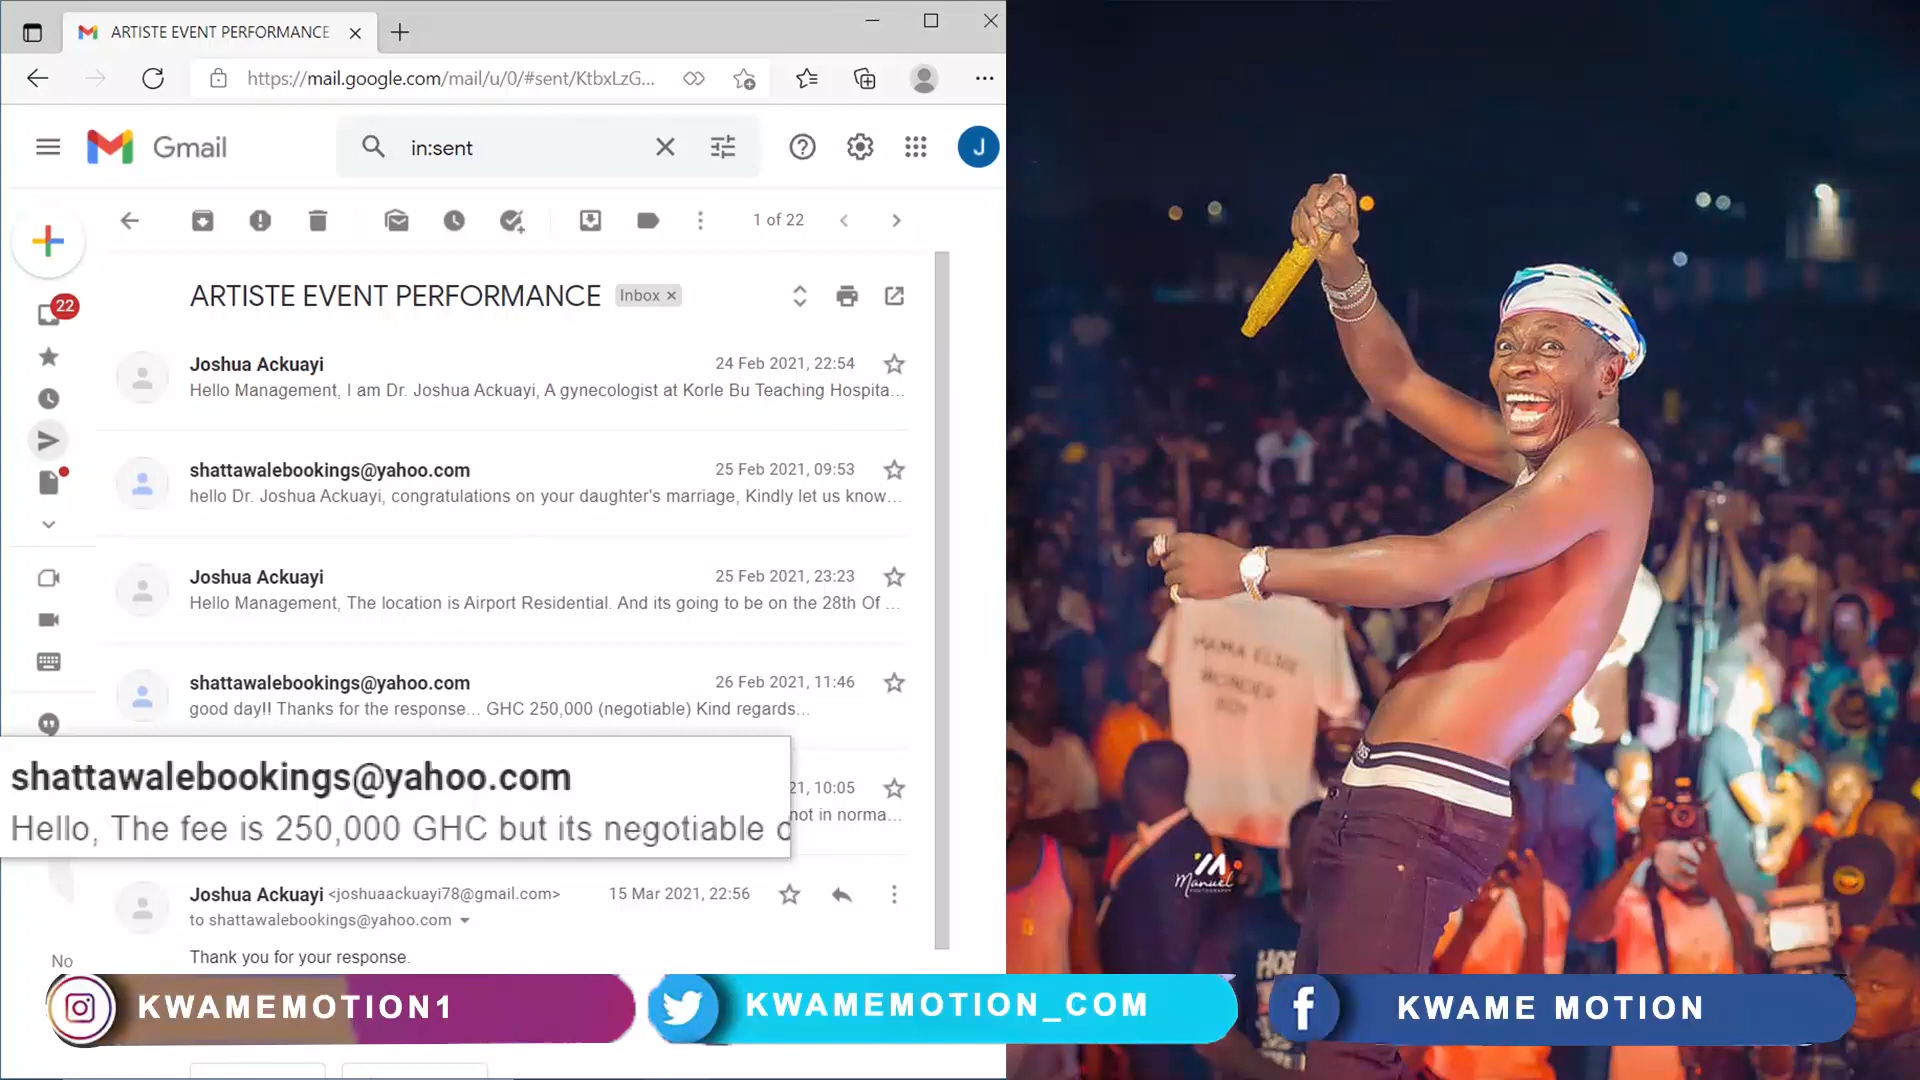 ARTISTE EVENT PERFORMANCE
https://mail.google.com/mail/u/0/#sent/KtbxLzG...
Gmail
in:sent
J
1 of 22
22
ARTISTE EVENT PERFORMANCE
Inbox ×
Joshua Ackuayi
24 Feb 2021, 22:54
Hello Management, I am Dr. Joshua Ackuayi, A gynecologist at Korle Bu Teaching Hospita...
shattawalebookings@yahoo.com
25 Feb 2021, 09:53
hello Dr. Joshua Ackuayi, congratulations on your daughter's marriage, Kindly let us know...
Joshua Ackuayi
25 Feb 2021, 23:23
Hello Management, The location is Airport Residential. And its going to be on the 28th Of ...
shattawalebookings@yahoo.com
26 Feb 2021, 11:46
good day!! Thanks for the response... GHC 250,000 (negotiable) Kind regards...
shattawalebookings@yahoo.com
21, 10:05
Hello, The fee is 250,000 GHC but its negotiable
not in norma...
Joshua Ackuayi <joshuaackuayi78@gmail.com>
15 Mar 2021, 22:56
to shattawalebookings@yahoo.com
Thank you for your response.
No
MAMA ELSIE
WONDER
BOY
Manuel
PHOTOGRAPHY
KWAMEMOTION1
KWAMEMOTION_COM
KWAME MOTION